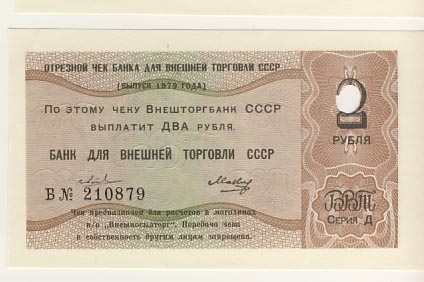 ОТРЕЗНОЙ ЧЕК БАНКА ДЛЯ ВНЕШНЕЙ ТОРГОВЛИ СССР
(ВЫПУСК 1979 ГОДА)
ПО ЭТОМУ ЧЕКУ ВНЕШТОРГБАНК СССР
ВЫПЛАТИТ ДВА РУБЛЯ.
БАНК ДЛЯ ВНЕШНЕЙ ТОРГОВЛИ СССР
В№ 210879
Чек предназначен для расчетов в магазинах
в/о „Внешпосылторг“. Передача чека
в собственность другим лицам запрещена.
2
РУБЛЯ
ВТ
СЕРИЯ Д